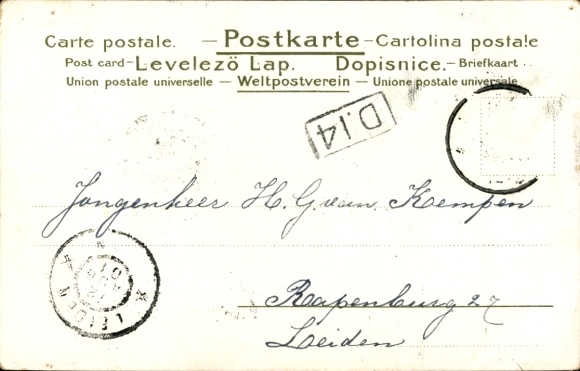 Carte postale. — Postkarte — Cartolina postale
Post card — Levelezö Lap. Dopisnice. — Briefkaart
Union postale universelle — Weltpostverein — Unione postale universale
D.14
Jongenheer H. G. van Kempen
Rapenburg 27
Leiden
LEIDEN